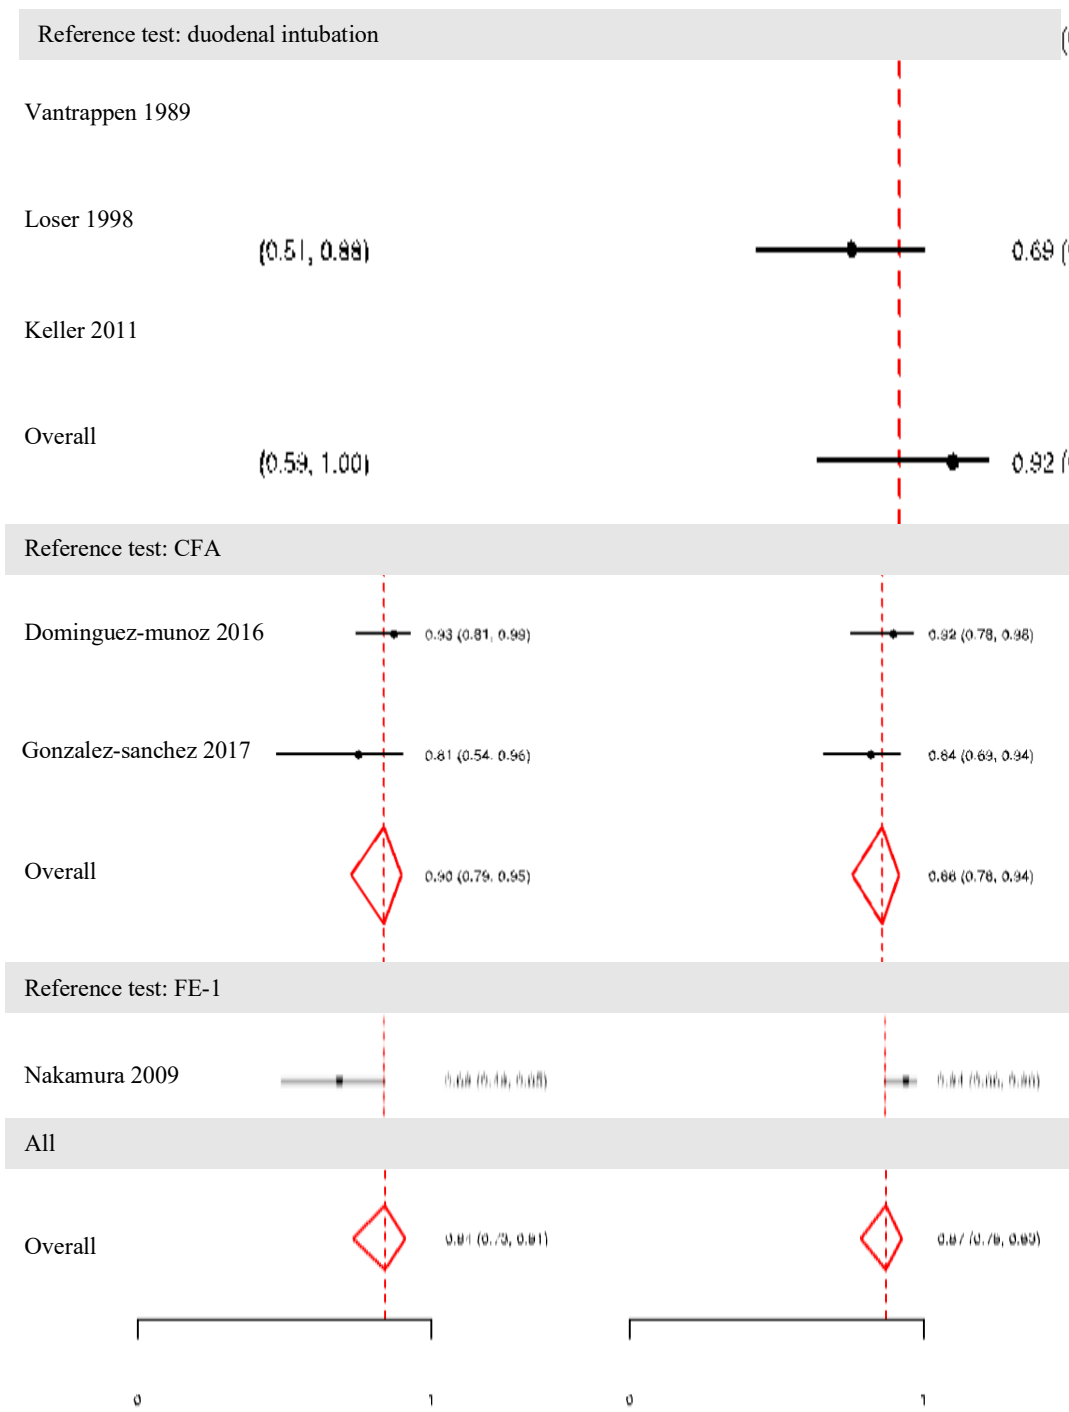 Reference test: duodenal intubation (
Vantrappen 1989
Loser 1998
(0.51, 0.88) 0.69 (
Keller 2011
Overall
(0.59, 1.00) 0.92 (
Reference test: CFA
Dominguez-munoz 2016 0.93 (0.81, 0.99) 0.92 (0.78, 0.98)
Gonzalez-sanchez 2017 0.81 (0.54, 0.96) 0.84 (0.69, 0.94)
Overall 0.90 (0.79, 0.95) 0.88 (0.78, 0.94)
Reference test: FE-1
Nakamura 2009
All
Overall
0 1 0 1